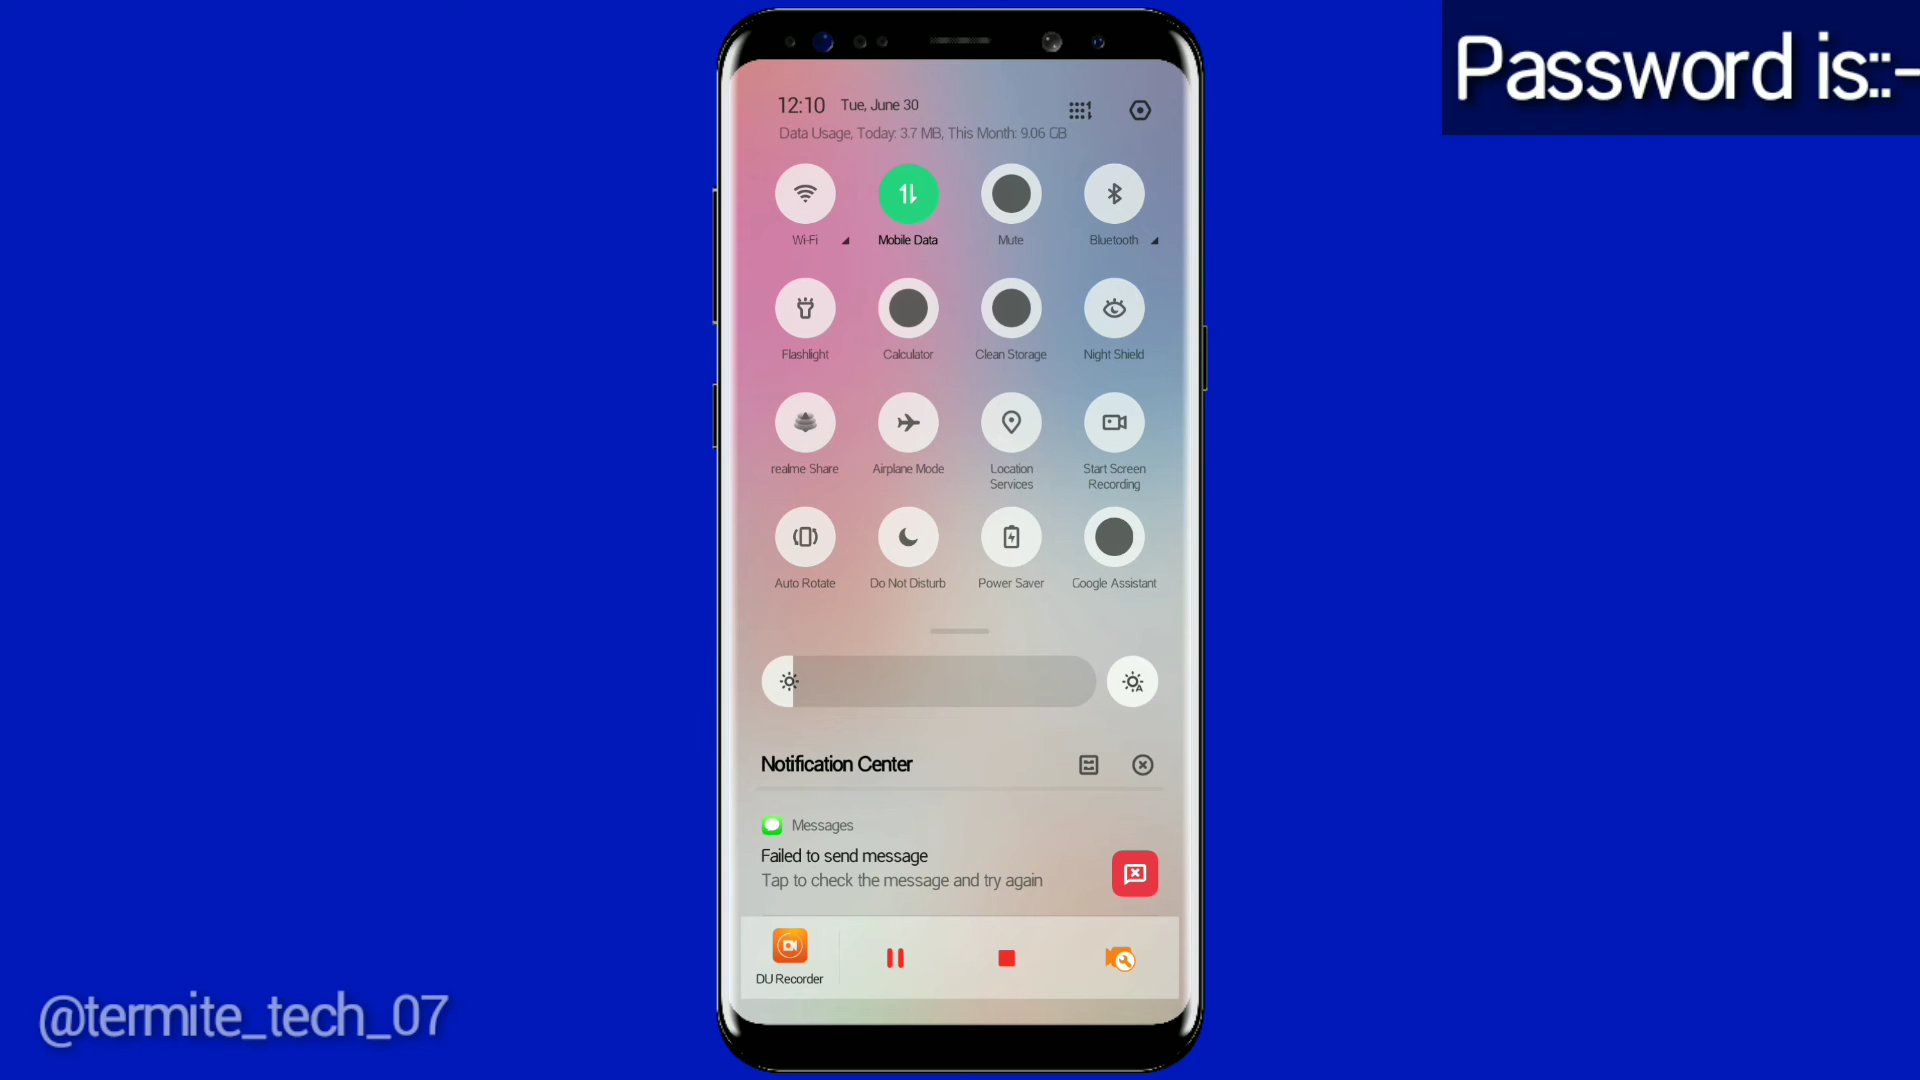 Password is::-
12:10 Tue, June 30
Data Usage, Today: 3.7 MB, This Month: 9.06 GB
Wi-Fi Mobile Data Mute Bluetooth
Flashlight Calculator Clean Storage Night Shield
realme Share Airplane Mode Location Services Start Screen Recording
Auto Rotate Do Not Disturb Power Saver Google Assistant
Notification Center
Messages
Failed to send message
Tap to check the message and try again
DU Recorder
@termite_tech_07